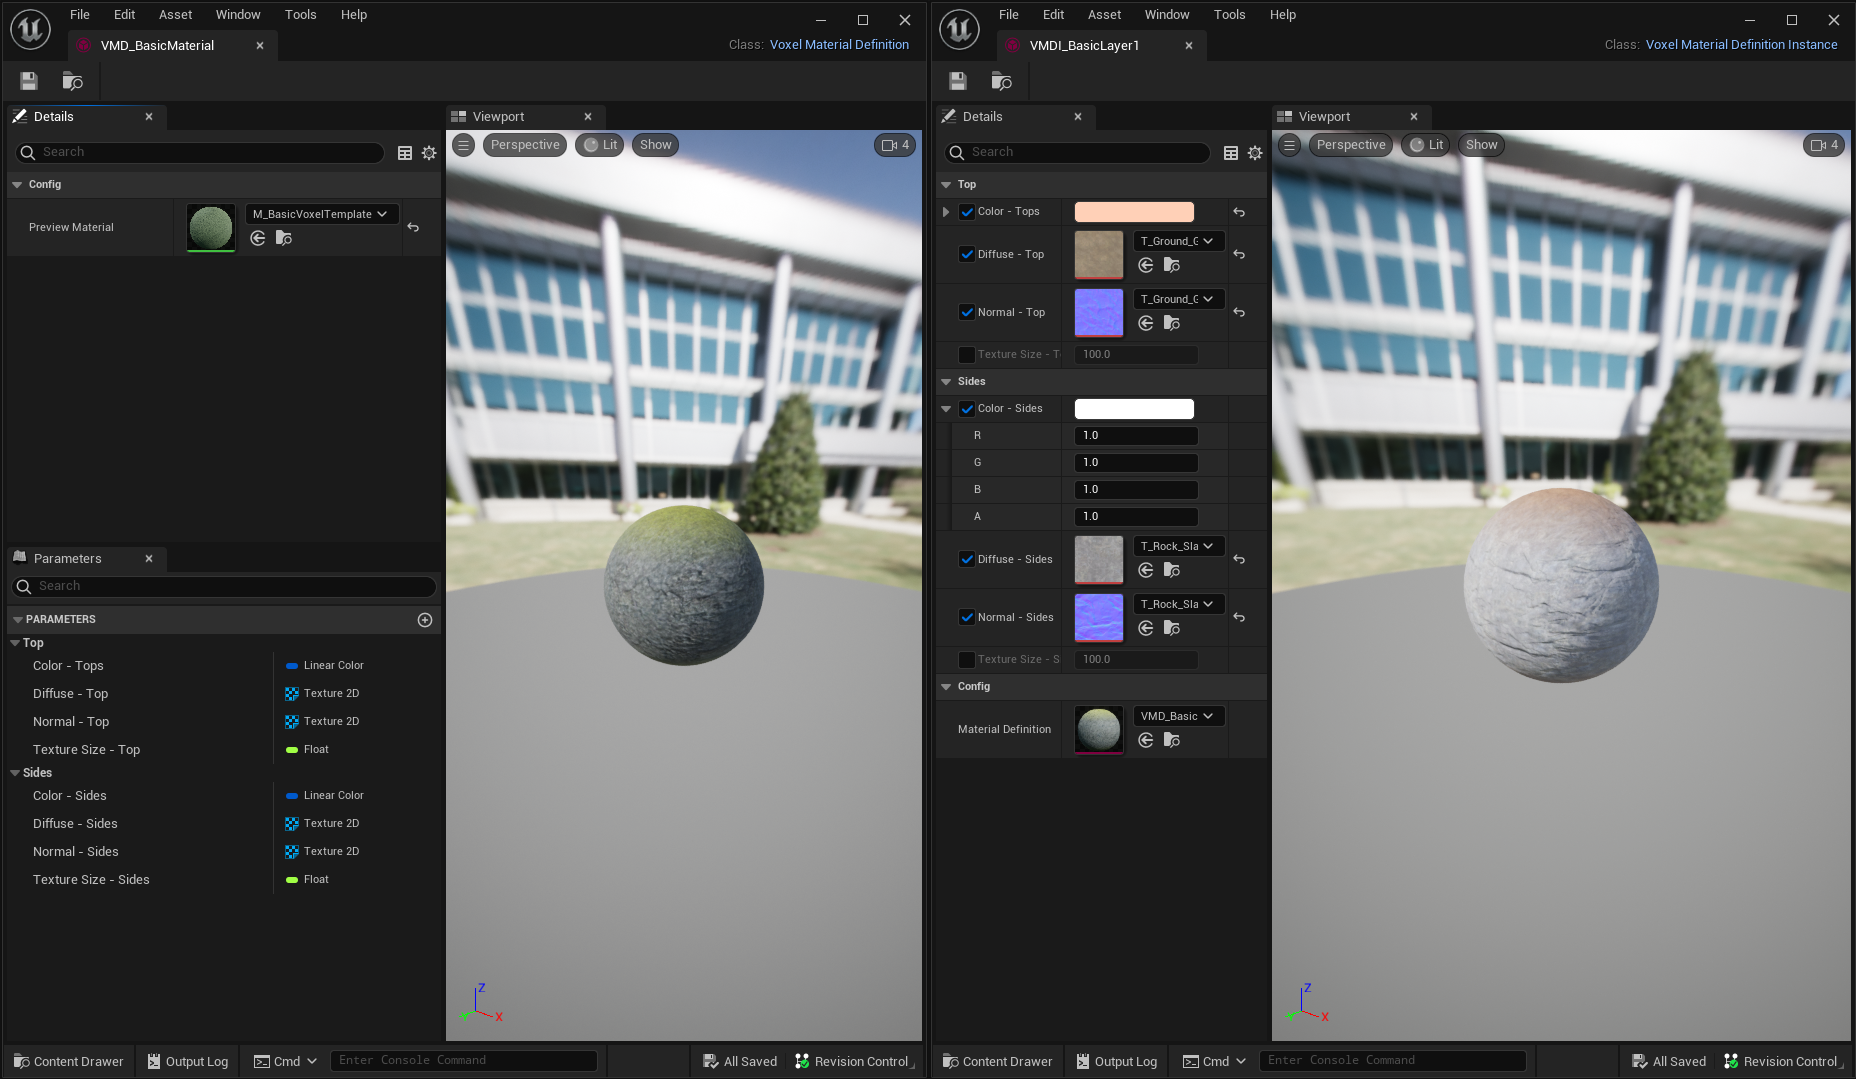 File Edit Asset Window Tools Help
VMD_BasicMaterial
Class: Voxel Material Definition
Details
Search
Config
Preview Material
M_BasicVoxelTemplate
Viewport
Perspective Lit Show 4
Parameters
Search
PARAMETERS
Top
Color - Tops Linear Color
Diffuse - Top Texture 2D
Normal - Top Texture 2D
Texture Size - Top Float
Sides
Color - Sides Linear Color
Diffuse - Sides Texture 2D
Normal - Sides Texture 2D
Texture Size - Sides Float
Z
X
Content Drawer Output Log Cmd Enter Console Command All Saved Revision Control
File Edit Asset Window Tools Help
VMDI_BasicLayer1
Class: Voxel Material Definition Instance
Details
Search
Top
Color - Tops
Diffuse - Top T_Ground_G
Normal - Top T_Ground_G
Texture Size - T 100.0
Sides
Color - Sides
R 1.0
G 1.0
B 1.0
A 1.0
Diffuse - Sides T_Rock_Sla
Normal - Sides T_Rock_Sla
Texture Size - S 100.0
Config
Material Definition VMD_Basic
Viewport
Perspective Lit Show 4
Z
X
Content Drawer Output Log Cmd Enter Console Command All Saved Revision Control